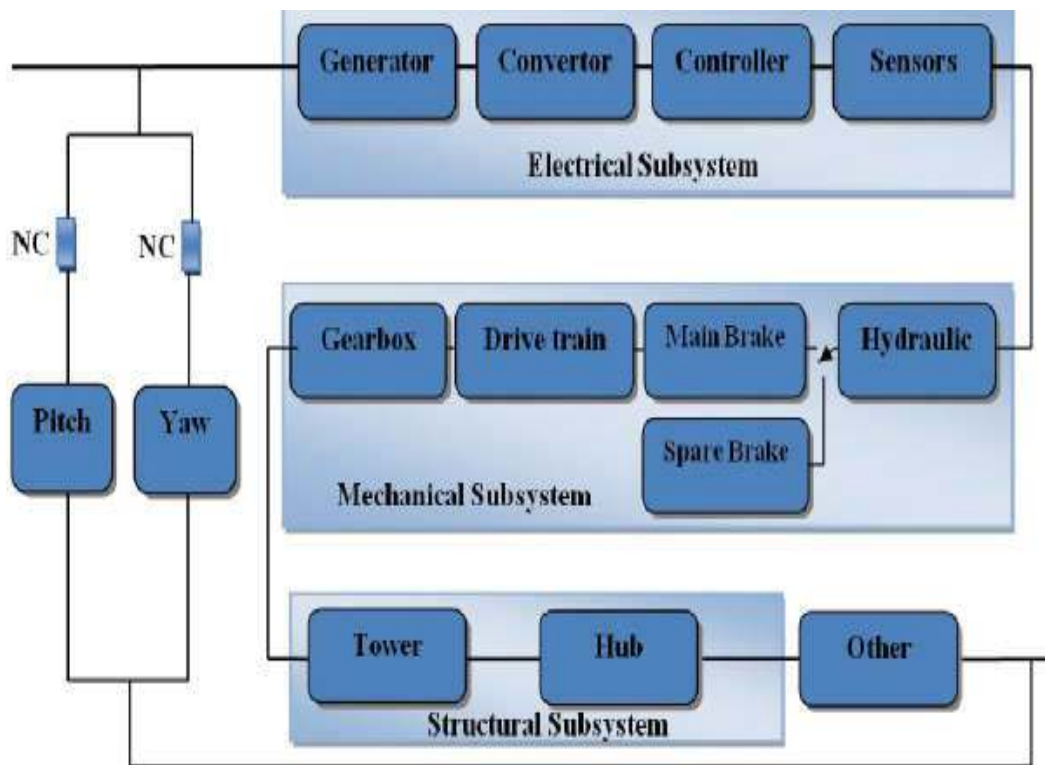 Generator
Convertor
Controller
Sensors
Electrical Subsystem
NC
NC
Gearbox
Drive train
Main Brake
Hydraulic
Pitch
Yaw
Spare Brake
Mechanical Subsystem
Tower
Hub
Other
Structural Subsystem